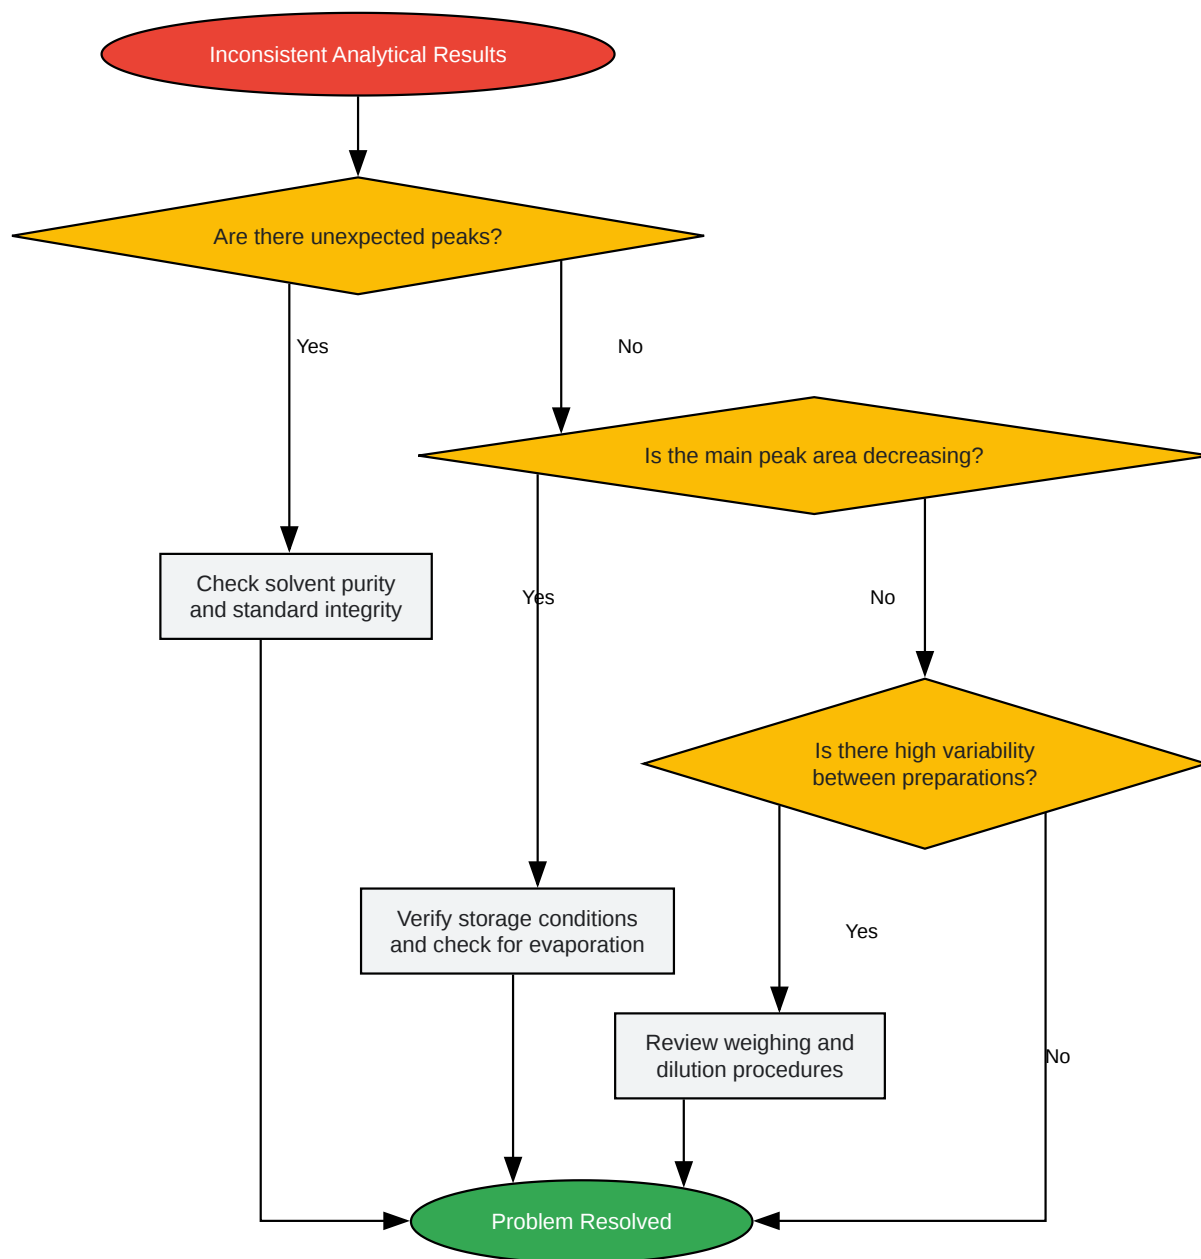 Inconsistent Analytical Results
Are there unexpected peaks?
Yes
No
Is the main peak area decreasing?
Check solvent purity
and standard integrity
Yes
No
Is there high variability
between preparations?
Verify storage conditions
and check for evaporation
Yes
Review weighing and
dilution procedures
No
Problem Resolved